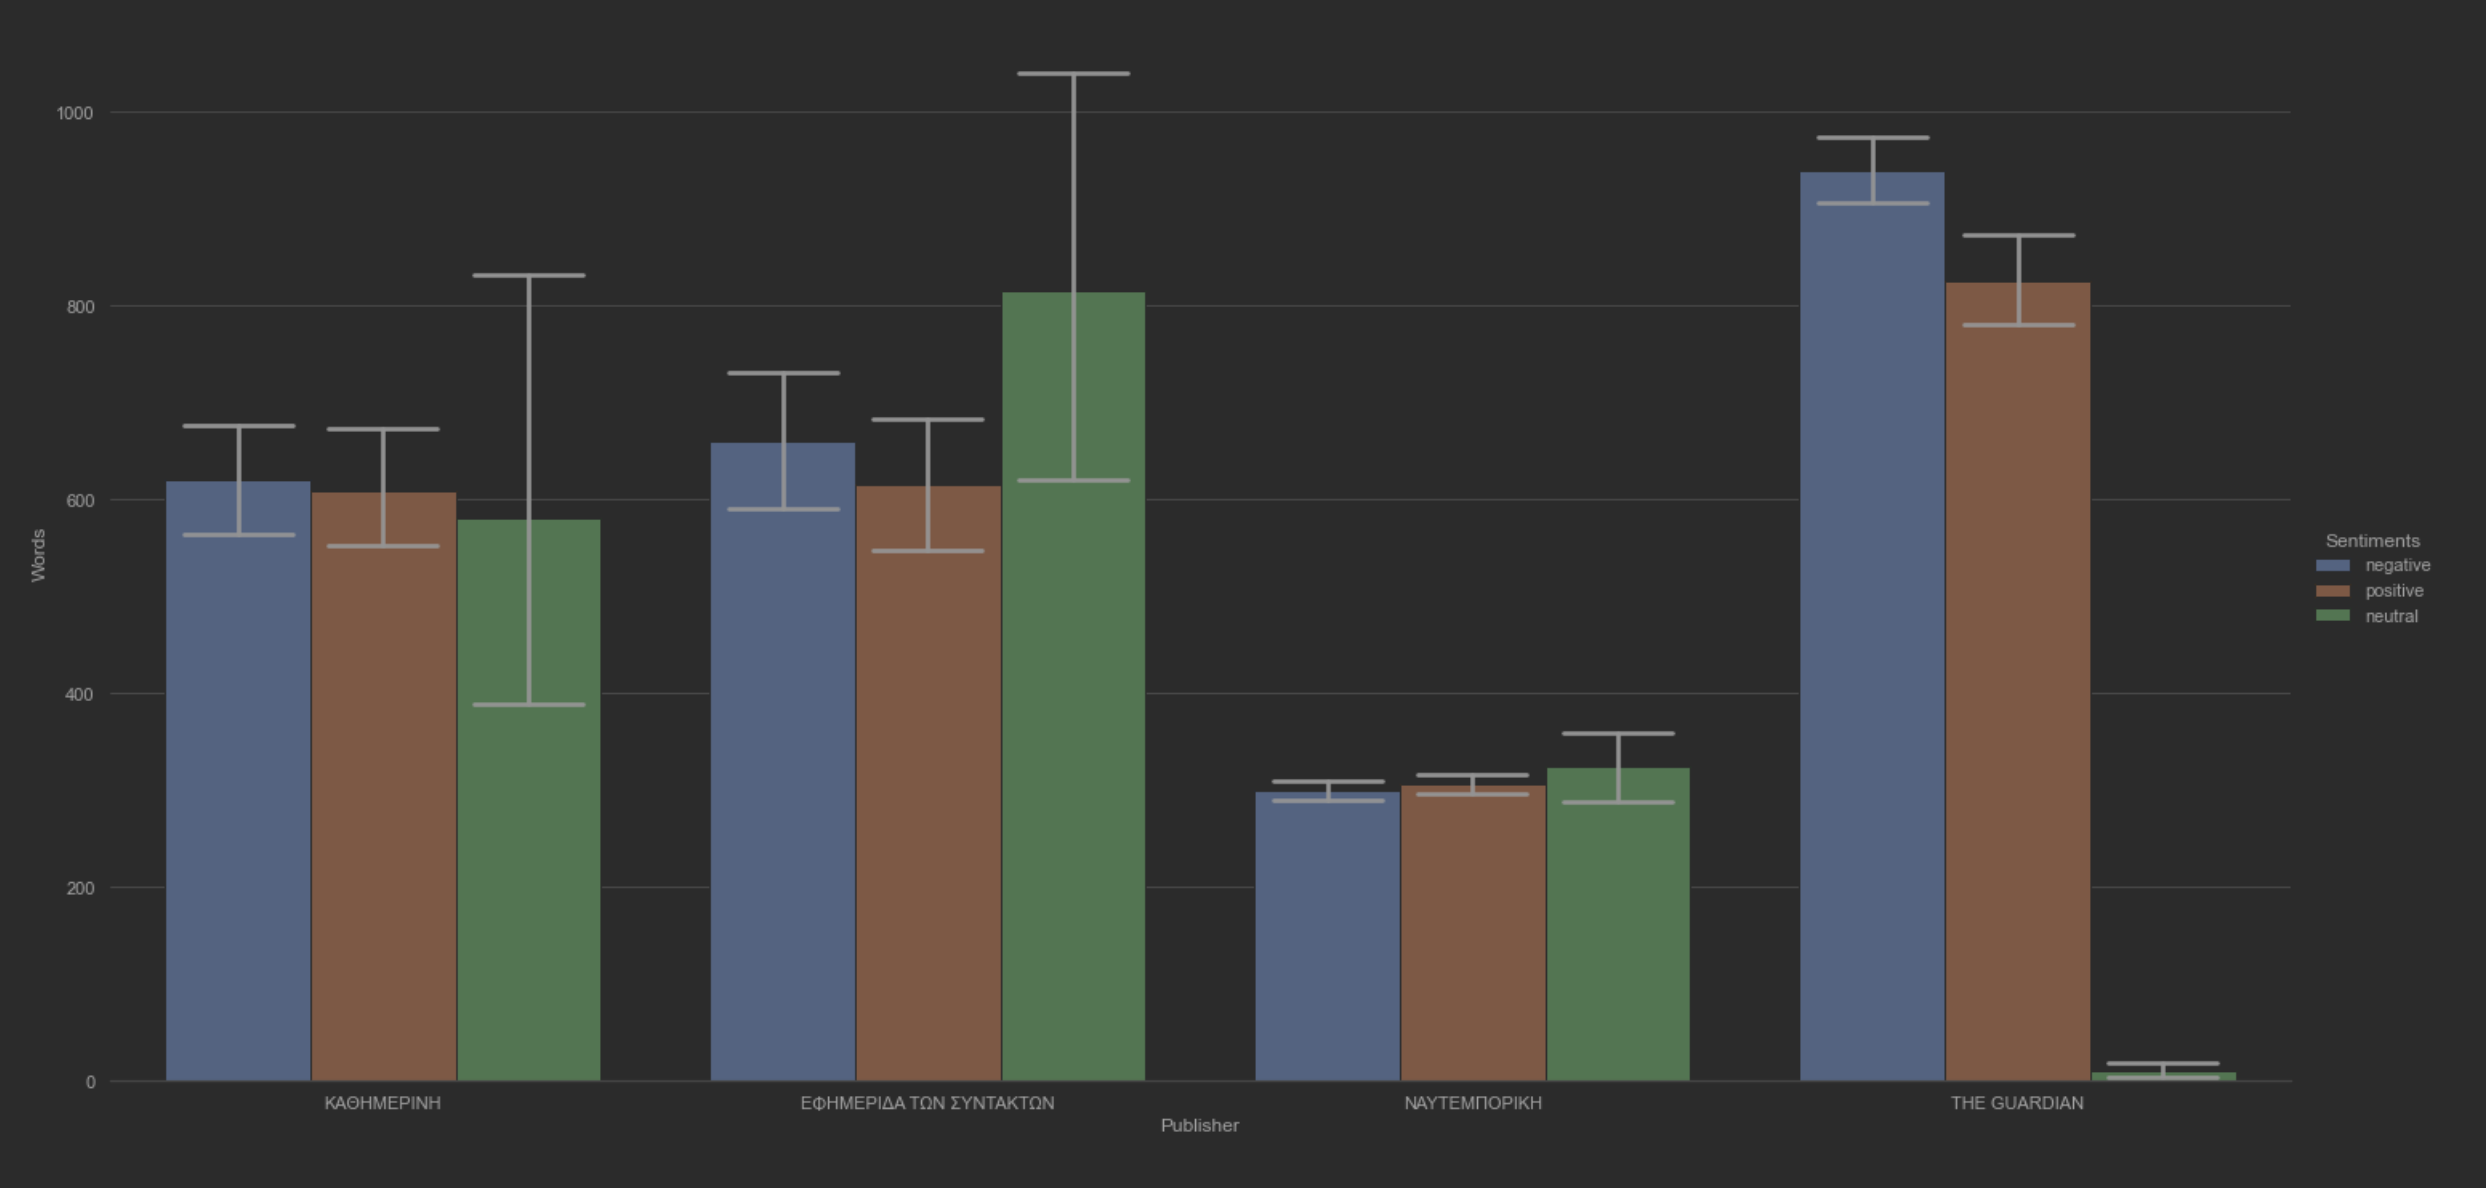 1000
800
600
400
200
0
Words
ΚΑΘΗΜΕΡΙΝΗ
ΕΦΗΜΕΡΙΔΑ ΤΩΝ ΣΥΝΤΑΚΤΩΝ
ΝΑΥΤΕΜΠΟΡΙΚΗ
THE GUARDIAN
Publisher
Sentiments
negative
positive
neutral